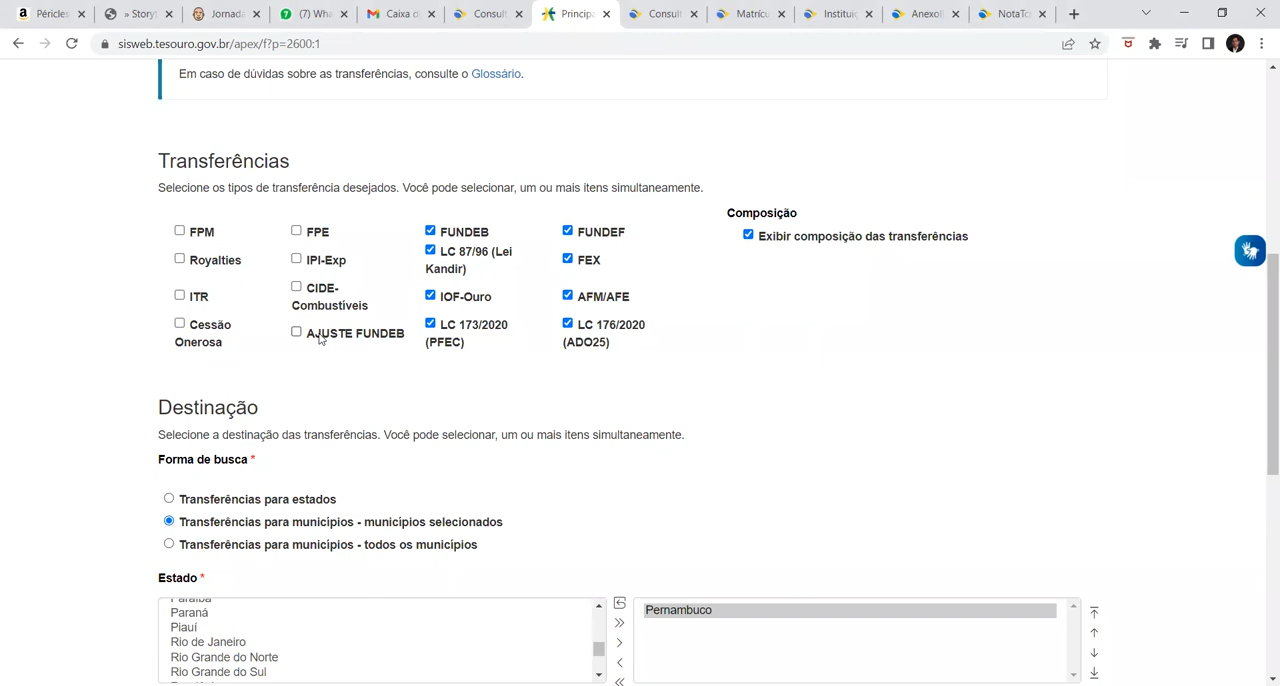 Péricles
» Story
Jornada
(7) Wha
Caixa d
Consult
Principa
Consult
Matrícu
Instituiç
AnexoI
NotaTé
sisweb.tesouro.gov.br/apex/f?p=2600:1
Em caso de dúvidas sobre as transferências, consulte o Glossário.
Transferências
Selecione os tipos de transferência desejados. Você pode selecionar, um ou mais itens simultaneamente.
Composição
Exibir composição das transferências
FPM
FPE
FUNDEB
FUNDEF
Royalties
IPI-Exp
LC 87/96 (Lei
Kandir)
FEX
ITR
CIDE-
Combustíveis
IOF-Ouro
AFM/AFE
Cessão
Onerosa
AJUSTE FUNDEB
LC 173/2020
(PFEC)
LC 176/2020
(ADO25)
Destinação
Selecione a destinação das transferências. Você pode selecionar, um ou mais itens simultaneamente.
Forma de busca *
Transferências para estados
Transferências para municípios - municípios selecionados
Transferências para municípios - todos os municípios
Estado *
Paraíba
Paraná
Piauí
Rio de Janeiro
Rio Grande do Norte
Rio Grande do Sul
Pernambuco